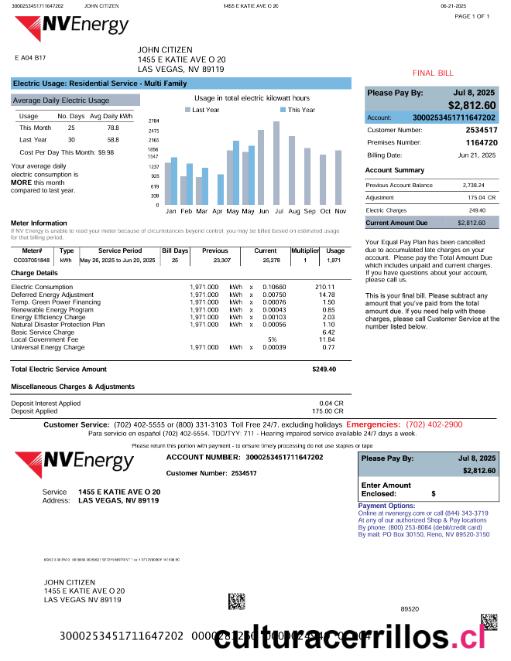 3000253451711647202 JOHN CITIZEN 1455 E KATIE AVE O 20 06-21-2025
PAGE 1 OF 1
NVEnergy
E A04 B17
JOHN CITIZEN
1455 E KATIE AVE O 20
LAS VEGAS, NV 89119
FINAL BILL
Electric Usage: Residential Service - Multi Family
Average Daily Electric Usage
Usage No. Days Avg Daily kWh
This Month 25 78.8
Last Year 30 58.8
Cost Per Day This Month: $9.98
Your average daily
electric consumption is
MORE this month
compared to last year.
Usage in total electric kilowatt hours
Last Year This Year
2784
0
Jan Feb Mar Apr May May Jun Jul Aug Sep Oct Nov
Please Pay By: Jul 8, 2025
$2,812.60
Account: 3000253451711647202
Customer Number: 2534517
Premises Number: 1164720
Billing Date: Jun 21, 2025
Account Summary
Previous Account Balance 2,738.24
Adjustment 175.04 CR
Electric Charges 249.40
Current Amount Due $2,812.60
Your Equal Pay Plan has been cancelled
due to accumulated late charges on your
account. Please pay the Total Amount Due
which includes unpaid and current charges.
If you have questions about your account,
please call us.
This is your final bill. Please subtract any
amount that you've paid from the total
amount due. If you need help with these
charges, please call Customer Service at the
number listed below.
Meter Information
If NV Energy is unable to read your meter because of circumstances beyond our control, you may be billed based on estimated usage
for that billing period.
Meter# Type Service Period Bill Days Previous Current Multiplier Usage
CC037061848 kWh May 26, 2025 to Jun 20, 2025 25 23,307 25,278 1 1,971
Charge Details
Electric Consumption 1,971.000 kWh x 0.10660 210.11
Deferred Energy Adjustment 1,971.000 kWh x 0.00750 14.78
Temp. Green Power Financing 1,971.000 kWh x 0.00076 1.50
Renewable Energy Program 1,971.000 kWh x 0.00043 0.85
Energy Efficiency Charge 1,971.000 kWh x 0.00103 2.03
Natural Disaster Protection Plan 1,971.000 kWh x 0.00056 1.10
Basic Service Charge 6.42
Local Government Fee 5% 11.84
Universal Energy Charge 1,971.000 kWh x 0.00039 0.77
Total Electric Service Amount $249.40
Miscellaneous Charges & Adjustments
Deposit Interest Applied 0.04 CR
Deposit Applied 175.00 CR
Customer Service: (702) 402-5555 or (800) 331-3103 Toll Free 24/7, excluding holidays Emergencies: (702) 402-2900
Para servicio en español (702) 402-5554. TDD/TYY: 711 - Hearing impaired service available 24/7 days a week.
Please return this portion with payment - to ensure timely processing do not use staples or tape
NVEnergy
ACCOUNT NUMBER: 3000253451711647202
Customer Number: 2534517
Please Pay By: Jul 8, 2025
$2,812.60
Enter Amount
Enclosed: $
Service 1455 E KATIE AVE O 20
Address: LAS VEGAS, NV 89119
Payment Options:
Online at nvenergy.com or call (844) 343-3719
At any of our authorized Shop & Pay locations
By phone: (800) 253-8084 (debit/credit card)
By mail: PO Box 30150, Reno, NV 89520-3150
JOHN CITIZEN
1455 E KATIE AVE O 20
LAS VEGAS NV 89119
89520
3000253451711647202
culturacerrillos.cl